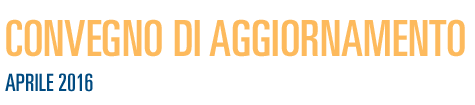 CONVEGNO DI AGGIORNAMENTO
APRILE 2016